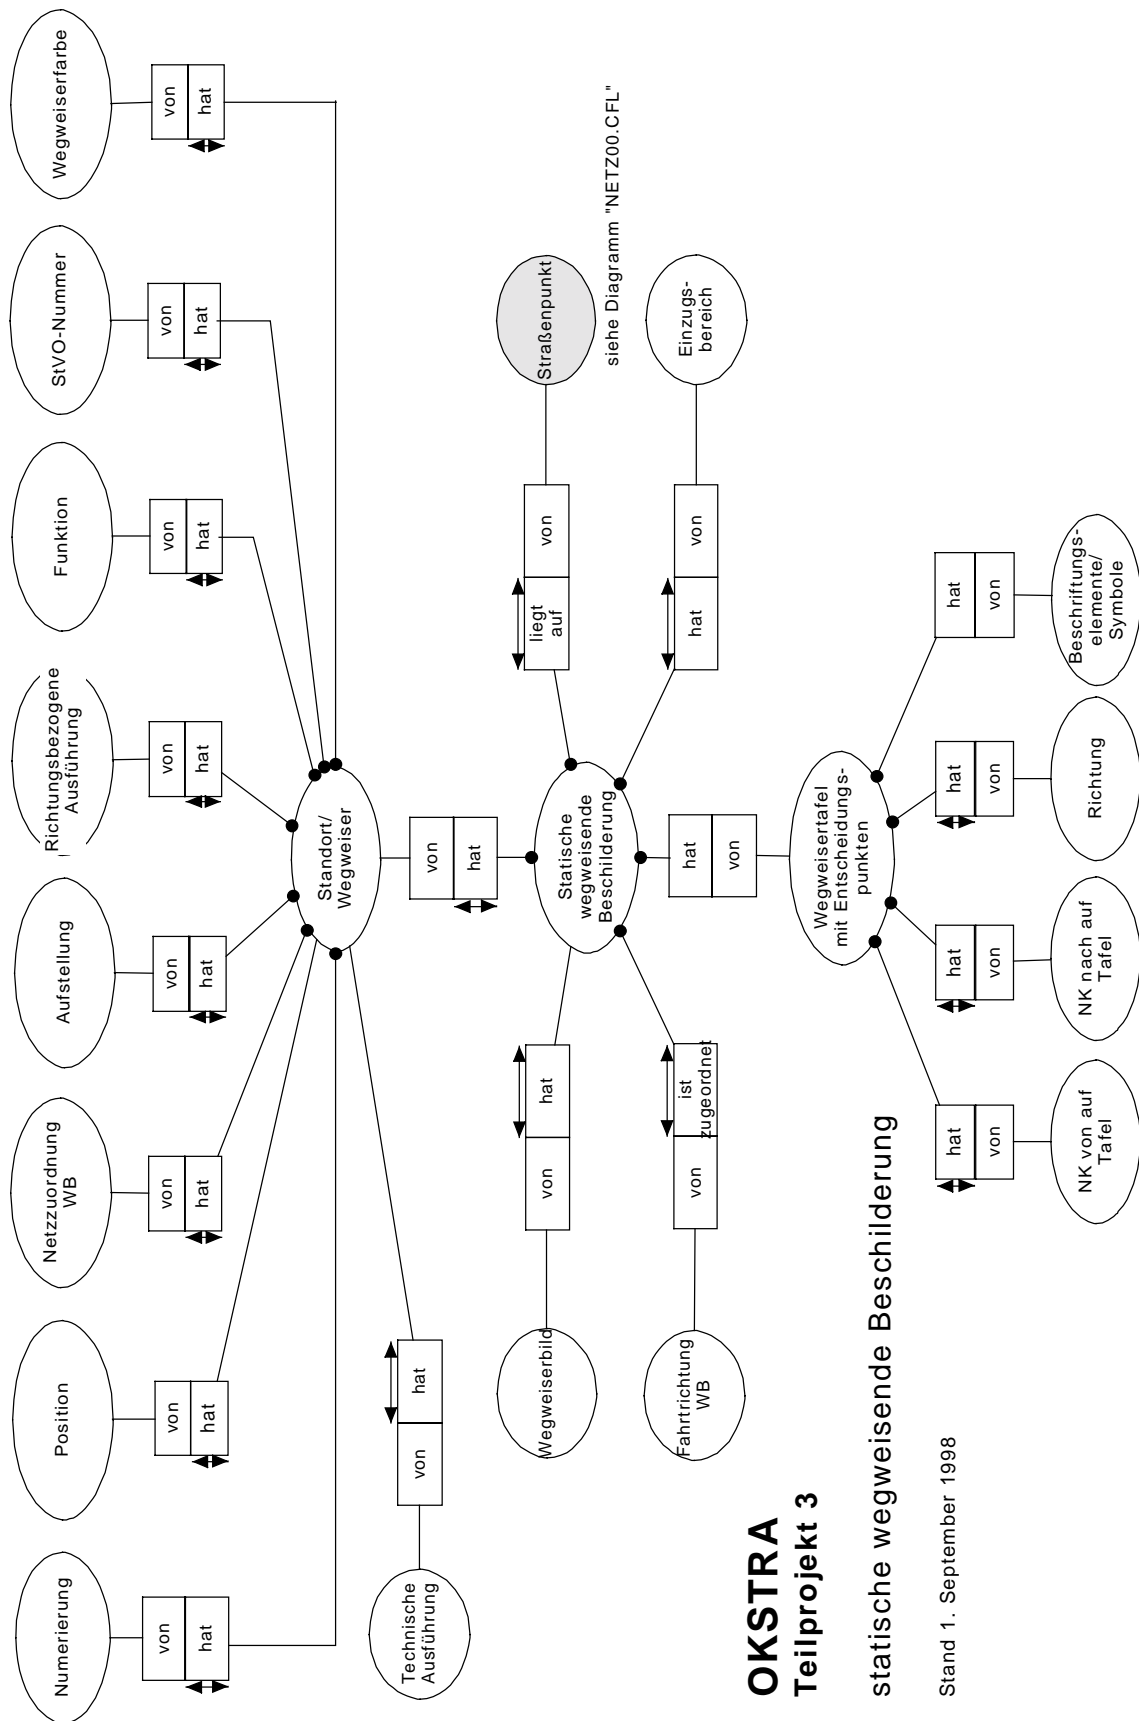 Numerierung
von
hat
Position
von
hat
Netzzuordnung
WB
von
hat
Aufstellung
von
hat
Richtungsbezogene
Ausführung
von
hat
Funktion
von
hat
StVO-Nummer
von
hat
Wegweiserfarbe
von
hat
Technische
Ausführung
von
hat
Standort/
Wegweiser
von
hat
Wegweiserbild
von
hat
Statische
wegweisende
Beschilderung
liegt
auf
von
Straßenpunkt
siehe Diagramm "NETZ00.CFL"
Fahrtrichtung
WB
von
ist
zugeordnet
hat
von
Einzugs-
bereich
hat
von
Wegweisertafel
mit Entscheidungs-
punkten
hat
von
NK von auf
Tafel
hat
von
NK nach auf
Tafel
hat
von
Richtung
hat
von
Beschriftungs-
elemente/
Symbole
OKSTRA
Teilprojekt 3
statische wegweisende Beschilderung
Stand 1. September 1998